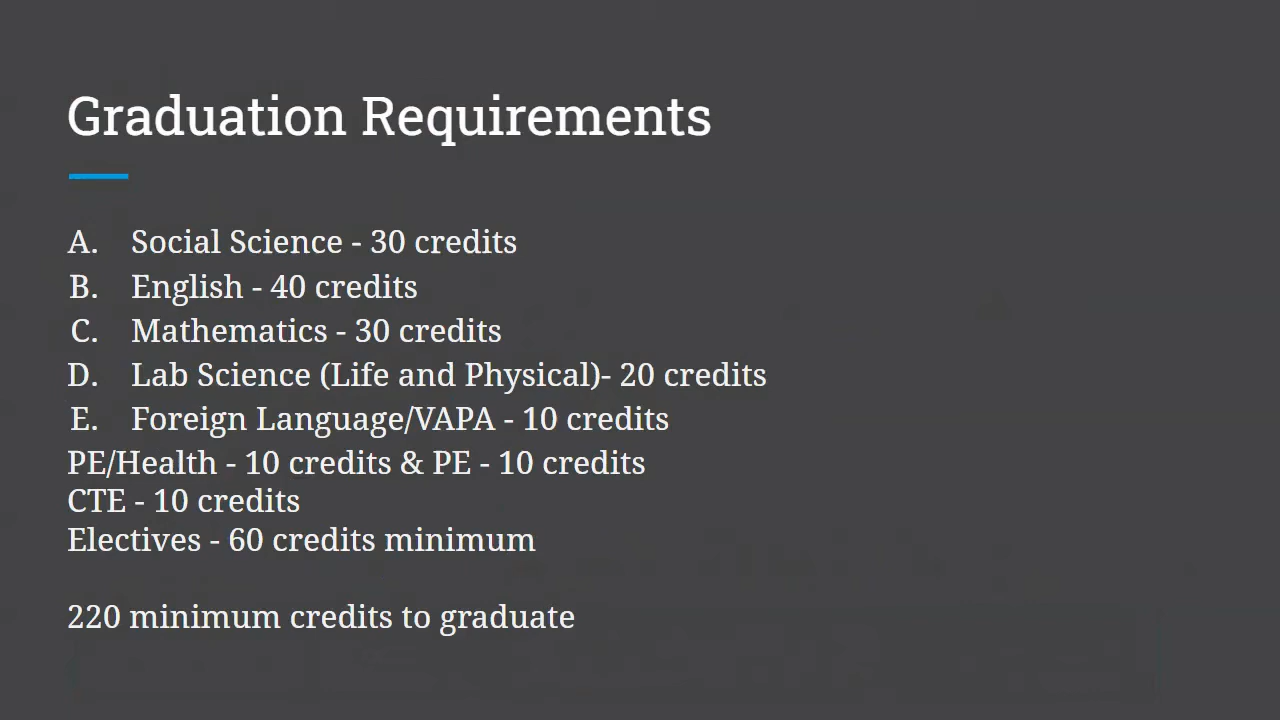 Graduation Requirements
A. Social Science - 30 credits
B. English - 40 credits
C. Mathematics - 30 credits
D. Lab Science (Life and Physical)- 20 credits
E. Foreign Language/VAPA - 10 credits
PE/Health - 10 credits & PE - 10 credits
CTE - 10 credits
Electives - 60 credits minimum
220 minimum credits to graduate